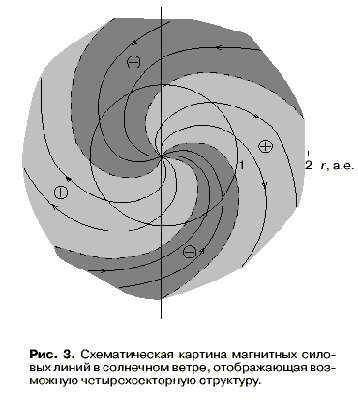 (–)
⊕
1
2 r, а.е.
⊖
Рис. 3. Схематическая картина магнитных сило-
вых линий в солнечном ветре, отображающая воз-
можную четырехсекторную структуру.